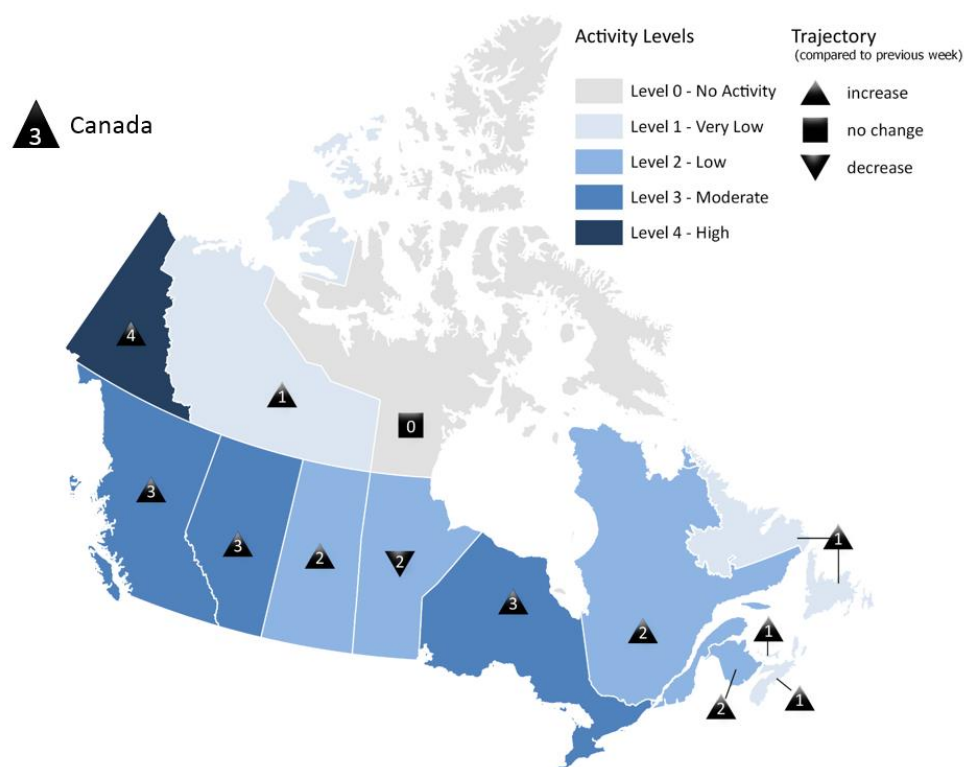 Activity Levels
Level 0 - No Activity
Level 1 - Very Low
Level 2 - Low
Level 3 - Moderate
Level 4 - High
Trajectory
(compared to previous week)
increase
no change
decrease
3 Canada
4
1
0
3
3
2
2
3
2
1
1
2
1